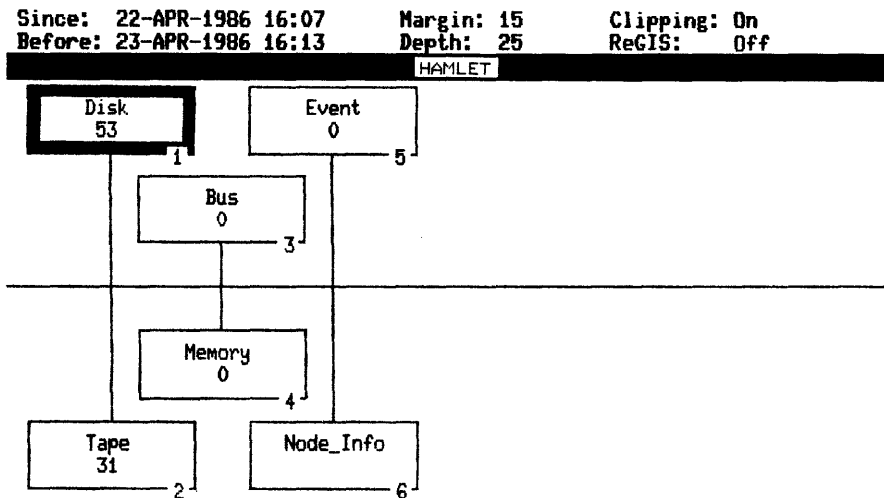 Since: 22-APR-1986 16:07 Margin: 15 Clipping: On
Before: 23-APR-1986 16:13 Depth: 25 ReGIS: Off
HAMLET
Disk
53
1
Event
0
5
Bus
0
3
Memory
0
4
Tape
31
2
Node_Info
6